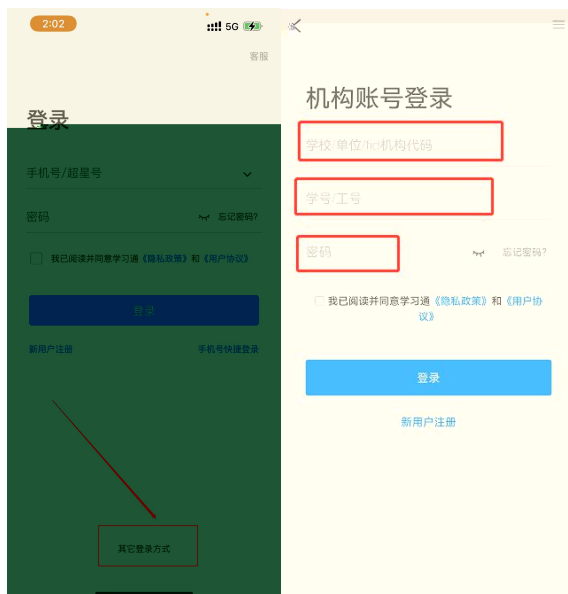 2:02
5G
客服
登录
手机号/超星号
密码
忘记密码?
我已阅读并同意学习通《隐私政策》和《用户协议》
登录
新用户注册
手机号快捷登录
其它登录方式
机构账号登录
学校/单位/fid机构代码
学号/工号
密码
忘记密码?
我已阅读并同意学习通《隐私政策》和《用户协
议》
登录
新用户注册